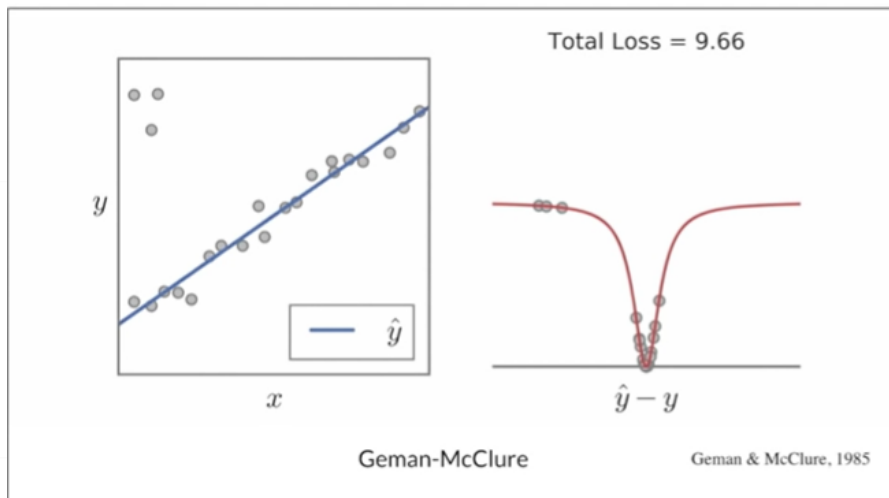 Total Loss = 9.66
y
ŷ
x
ŷ − y
Geman-McClure
Geman & McClure, 1985